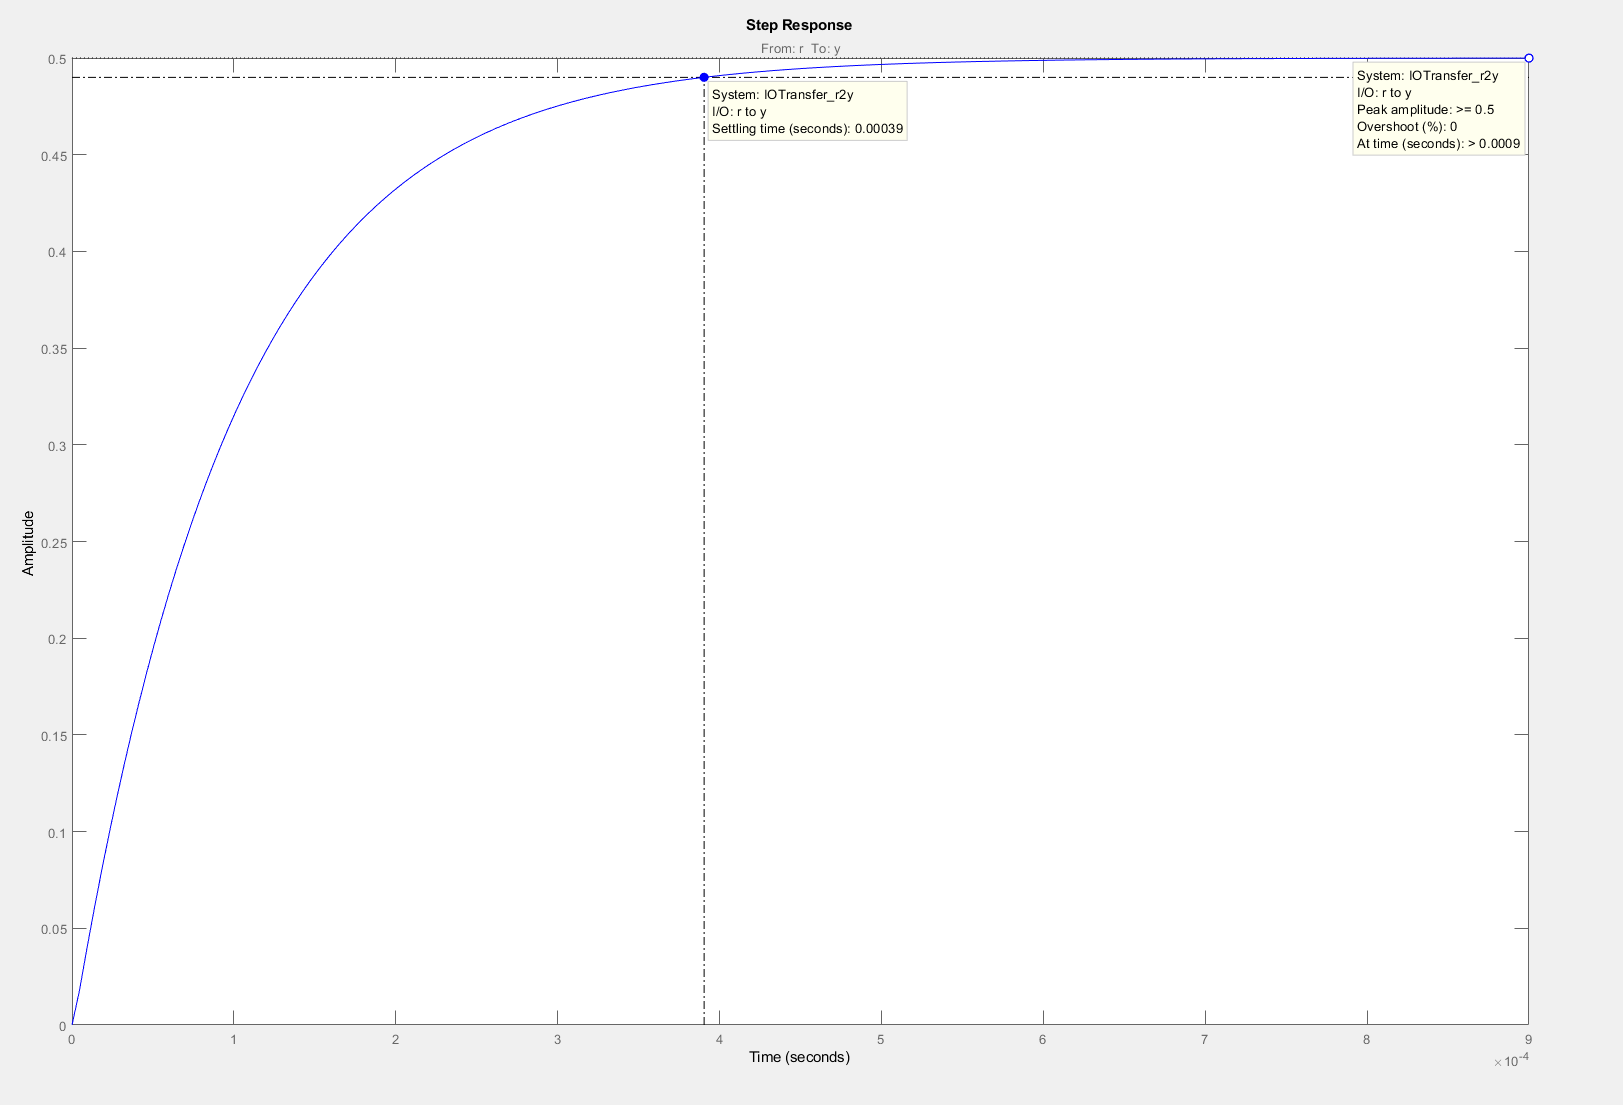 Step Response
From: r  To: y
0.5
0.45
0.4
0.35
0.3
0.25
0.2
0.15
0.1
0.05
0
Amplitude
System: IOTransfer_r2y
I/O: r to y
Settling time (seconds): 0.00039
System: IOTransfer_r2y
I/O: r to y
Peak amplitude: >= 0.5
Overshoot (%): 0
At time (seconds): > 0.0009
0 1 2 3 4 5 6 7 8 9
Time (seconds)
×10⁻⁴